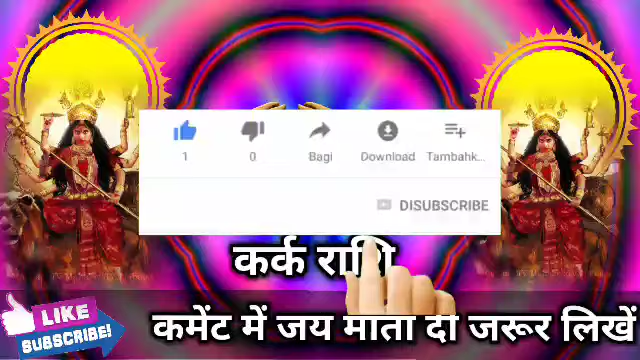 1 0 Bagi Download Tambahk...
DISUBSCRIBE
कर्क राशि
LIKE
SUBSCRIBE!
कमेंट में जय माता दी जरूर लिखें